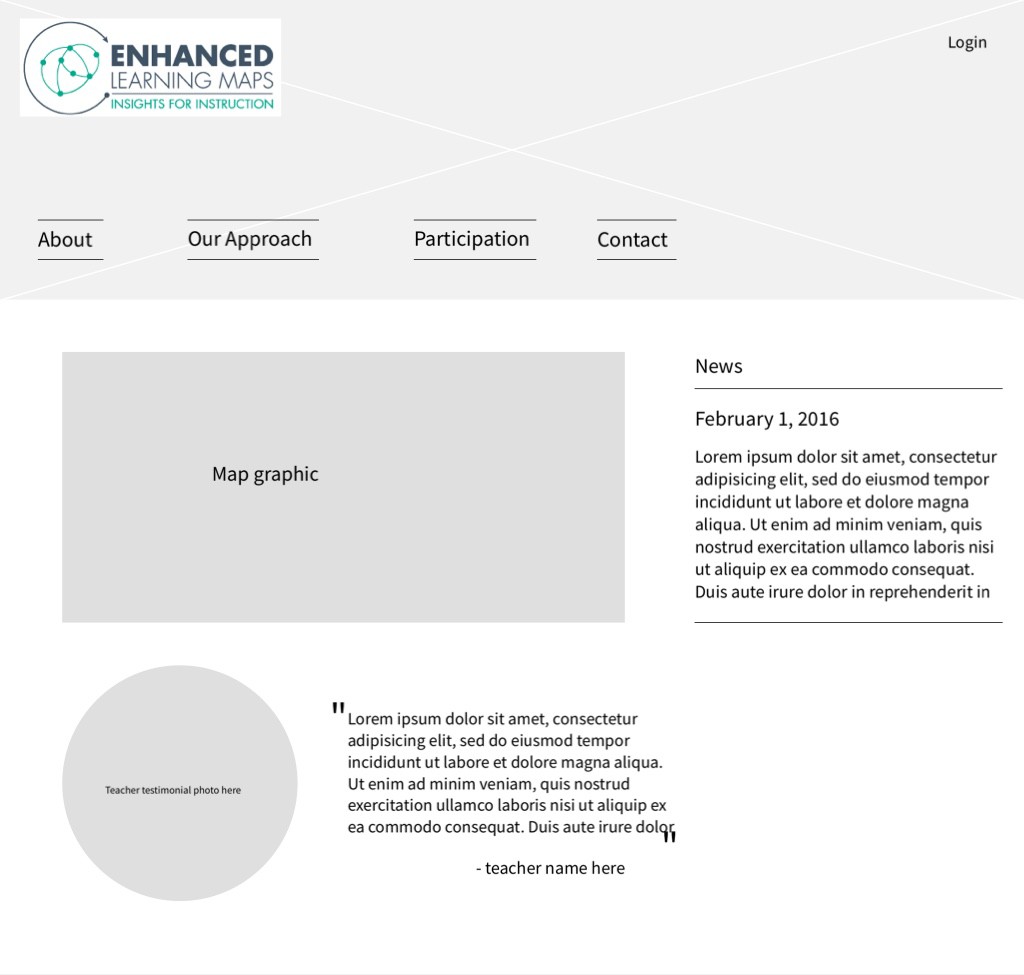 ENHANCED
LEARNING MAPS
INSIGHTS FOR INSTRUCTION
Login
About
Our Approach
Participation
Contact
Map graphic
News
February 1, 2016
Lorem ipsum dolor sit amet, consectetur
adipisicing elit, sed do eiusmod tempor
incididunt ut labore et dolore magna
aliqua. Ut enim ad minim veniam, quis
nostrud exercitation ullamco laboris nisi
ut aliquip ex ea commodo consequat.
Duis aute irure dolor in reprehenderit in
Teacher testimonial photo here
"Lorem ipsum dolor sit amet, consectetur
adipisicing elit, sed do eiusmod tempor
incididunt ut labore et dolore magna aliqua.
Ut enim ad minim veniam, quis nostrud
exercitation ullamco laboris nisi ut aliquip ex
ea commodo consequat. Duis aute irure dolor"
- teacher name here